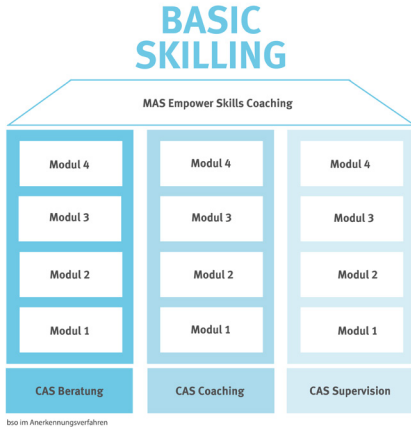 BASIC
SKILLING
MAS Empower Skills Coaching
Modul 4
Modul 4
Modul 4
Modul 3
Modul 3
Modul 3
Modul 2
Modul 2
Modul 2
Modul 1
Modul 1
Modul 1
CAS Beratung
CAS Coaching
CAS Supervision
bso im Anerkennungsverfahren